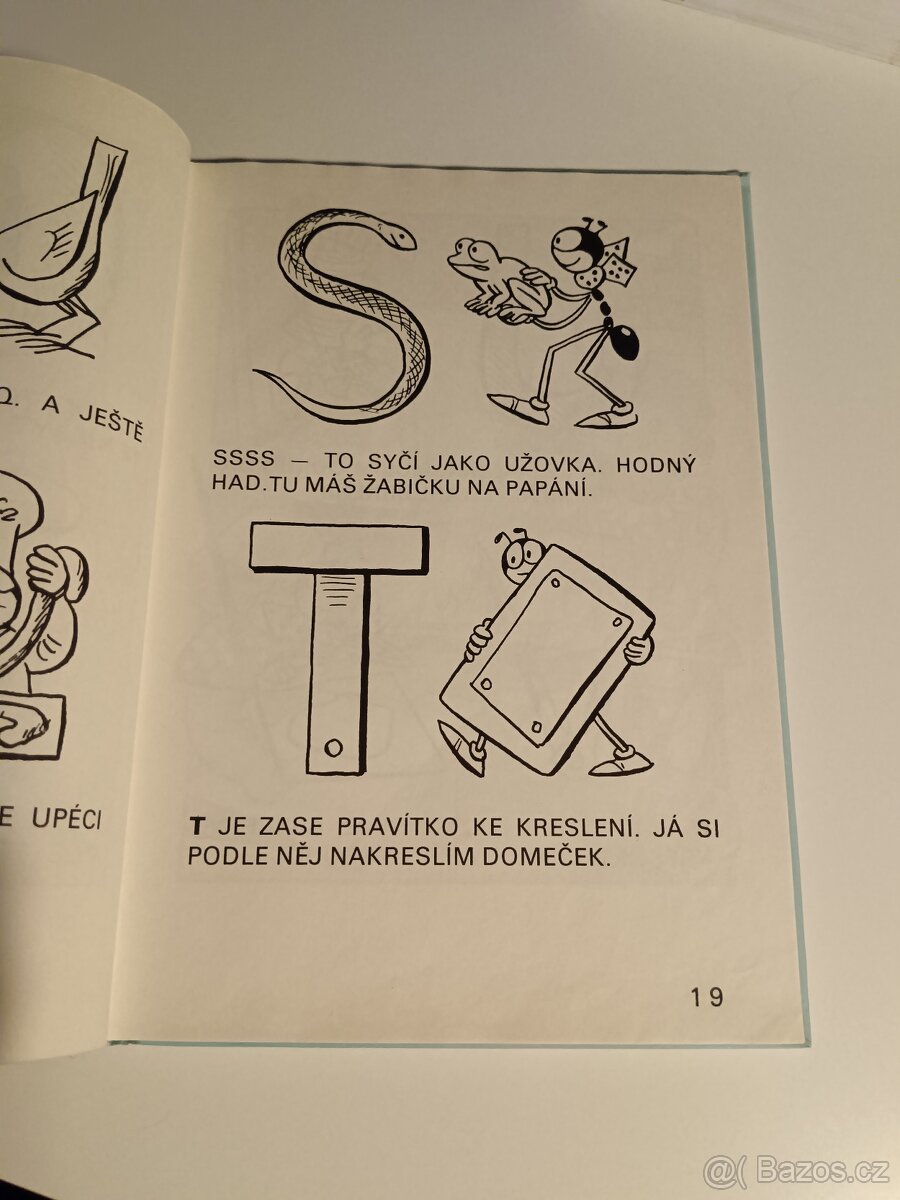 Q. A JEŠTĚ
E UPÉCI
SSSS – TO SYČÍ JAKO UŽOVKA. HODNÝ
HAD.TU MÁŠ ŽABIČKU NA PAPÁNÍ.
T JE ZASE PRAVÍTKO KE KRESLENÍ. JÁ SI
PODLE NĚJ NAKRESLÍM DOMEČEK.
19
@( Bazos.cz